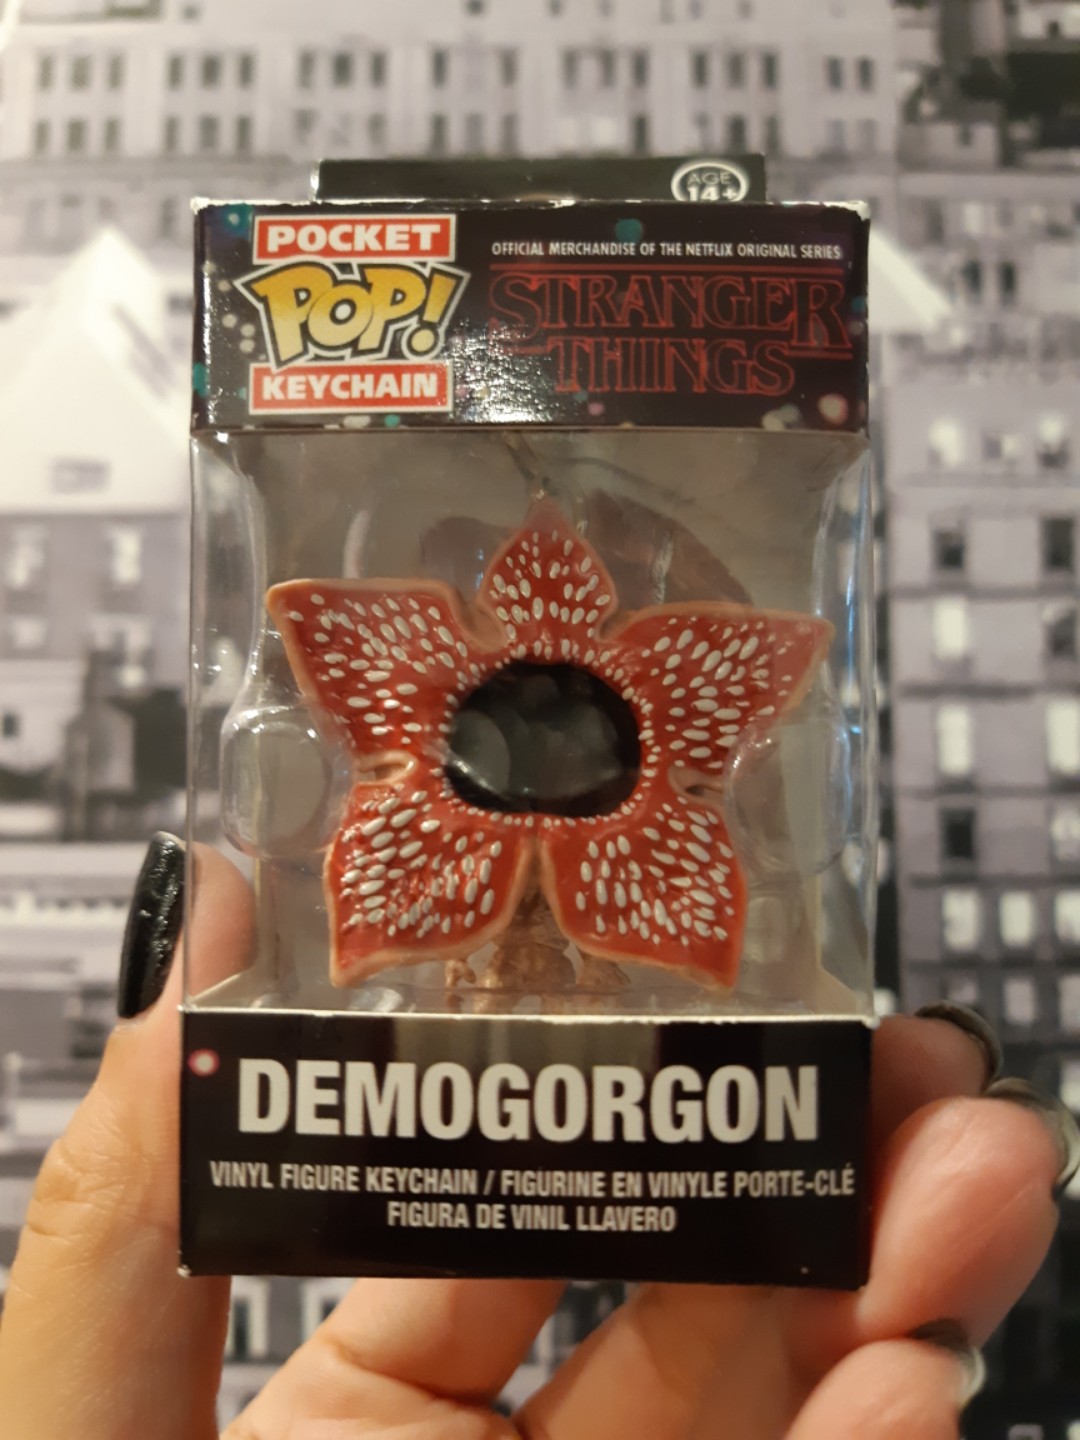 AGE
14+
POCKET
POP!
KEYCHAIN
OFFICIAL MERCHANDISE OF THE NETFLIX ORIGINAL SERIES
STRANGER
THINGS
DEMOGORGON
VINYL FIGURE KEYCHAIN / FIGURINE EN VINYLE PORTE-CLÉ
FIGURA DE VINIL LLAVERO